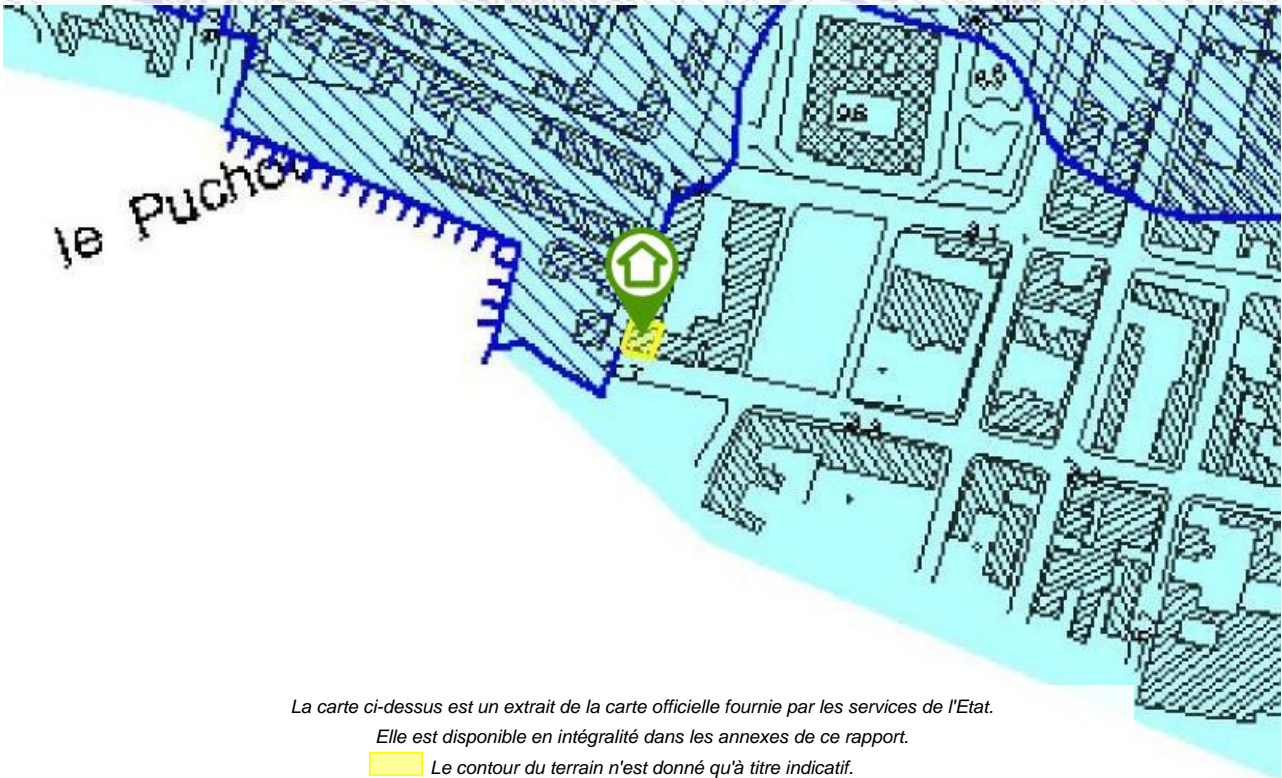 le Puchot
La carte ci-dessus est un extrait de la carte officielle fournie par les services de l'Etat.
Elle est disponible en intégralité dans les annexes de ce rapport.
Le contour du terrain n'est donné qu'à titre indicatif.